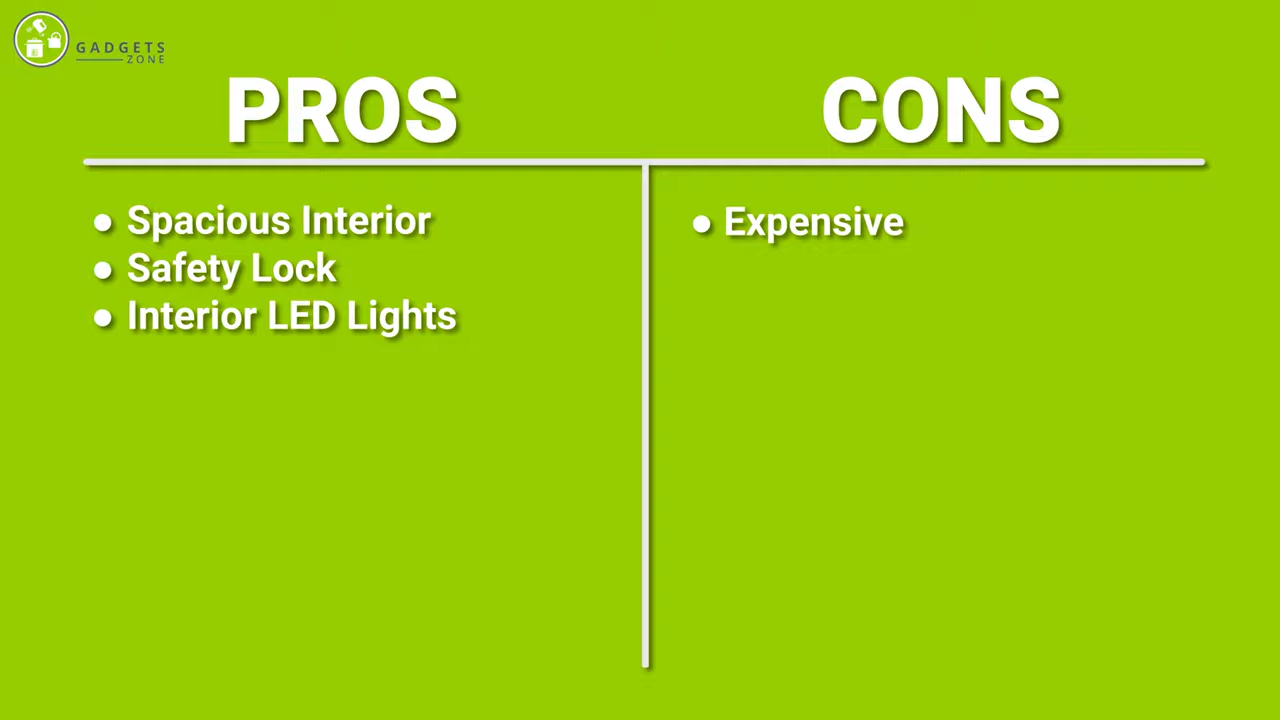 GADGETS
ZONE
PROS
CONS
● Spacious Interior
● Safety Lock
● Interior LED Lights
● Expensive